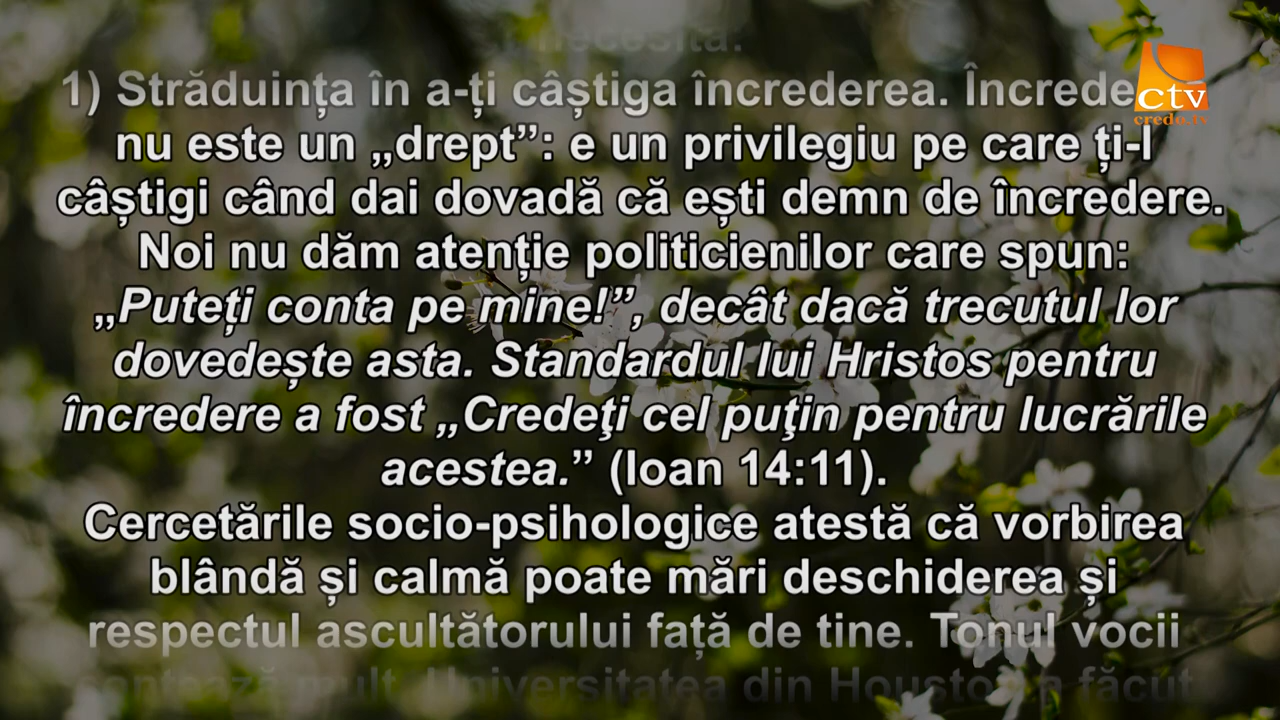 necesită:
1) Străduința în a-ți câștiga încrederea. Încrede
nu este un „drept”: e un privilegiu pe care ți-l
câștigi când dai dovadă că ești demn de încredere.
Noi nu dăm atenție politicienilor care spun:
„Puteți conta pe mine!”, decât dacă trecutul lor
dovedește asta. Standardul lui Hristos pentru
încredere a fost „Credeţi cel puţin pentru lucrările
acestea.” (Ioan 14:11).
Cercetările socio-psihologice atestă că vorbirea
blândă și calmă poate mări deschiderea și
respectul ascultătorului față de tine. Tonul vocii
contează mult. Universitatea din Houston a făcut
ctv
credo.tv